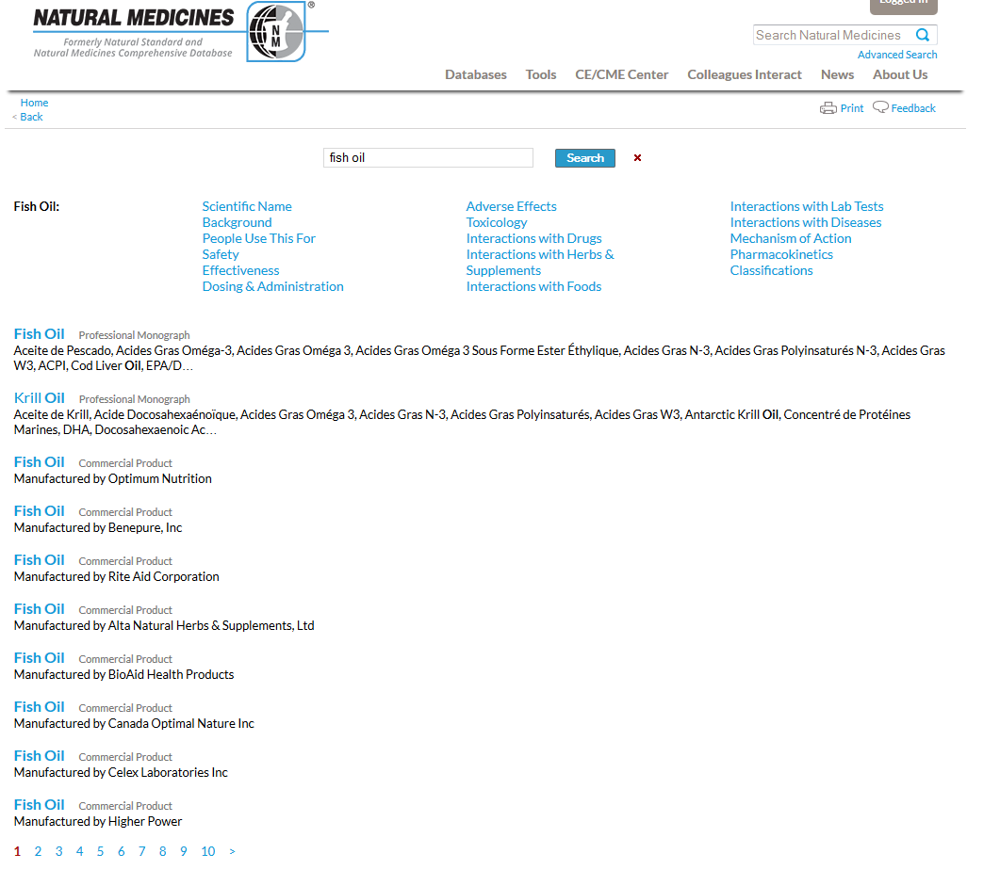 Logged in
NATURAL MEDICINES ®
NM
Formerly Natural Standard and
Natural Medicines Comprehensive Database
Search Natural Medicines
Advanced Search
Databases Tools CE/CME Center Colleagues Interact News About Us
Home
< Back
Print Feedback
fish oil Search
Fish Oil:
Scientific Name
Background
People Use This For
Safety
Effectiveness
Dosing & Administration
Adverse Effects
Toxicology
Interactions with Drugs
Interactions with Herbs &
Supplements
Interactions with Foods
Interactions with Lab Tests
Interactions with Diseases
Mechanism of Action
Pharmacokinetics
Classifications
Fish Oil Professional Monograph
Aceite de Pescado, Acides Gras Oméga-3, Acides Gras Oméga 3, Acides Gras Oméga 3 Sous Forme Ester Éthylique, Acides Gras N-3, Acides Gras Polyinsaturés N-3, Acides Gras
W3, ACPI, Cod Liver Oil, EPA/D…
Krill Oil Professional Monograph
Aceite de Krill, Acide Docosahexaénoïque, Acides Gras Oméga 3, Acides Gras N-3, Acides Gras Polyinsaturés, Acides Gras W3, Antarctic Krill Oil, Concentré de Protéines
Marines, DHA, Docosahexaenoic Ac…
Fish Oil Commercial Product
Manufactured by Optimum Nutrition
Fish Oil Commercial Product
Manufactured by Benepure, Inc
Fish Oil Commercial Product
Manufactured by Rite Aid Corporation
Fish Oil Commercial Product
Manufactured by Alta Natural Herbs & Supplements, Ltd
Fish Oil Commercial Product
Manufactured by BioAid Health Products
Fish Oil Commercial Product
Manufactured by Canada Optimal Nature Inc
Fish Oil Commercial Product
Manufactured by Celex Laboratories Inc
Fish Oil Commercial Product
Manufactured by Higher Power
1 2 3 4 5 6 7 8 9 10 >